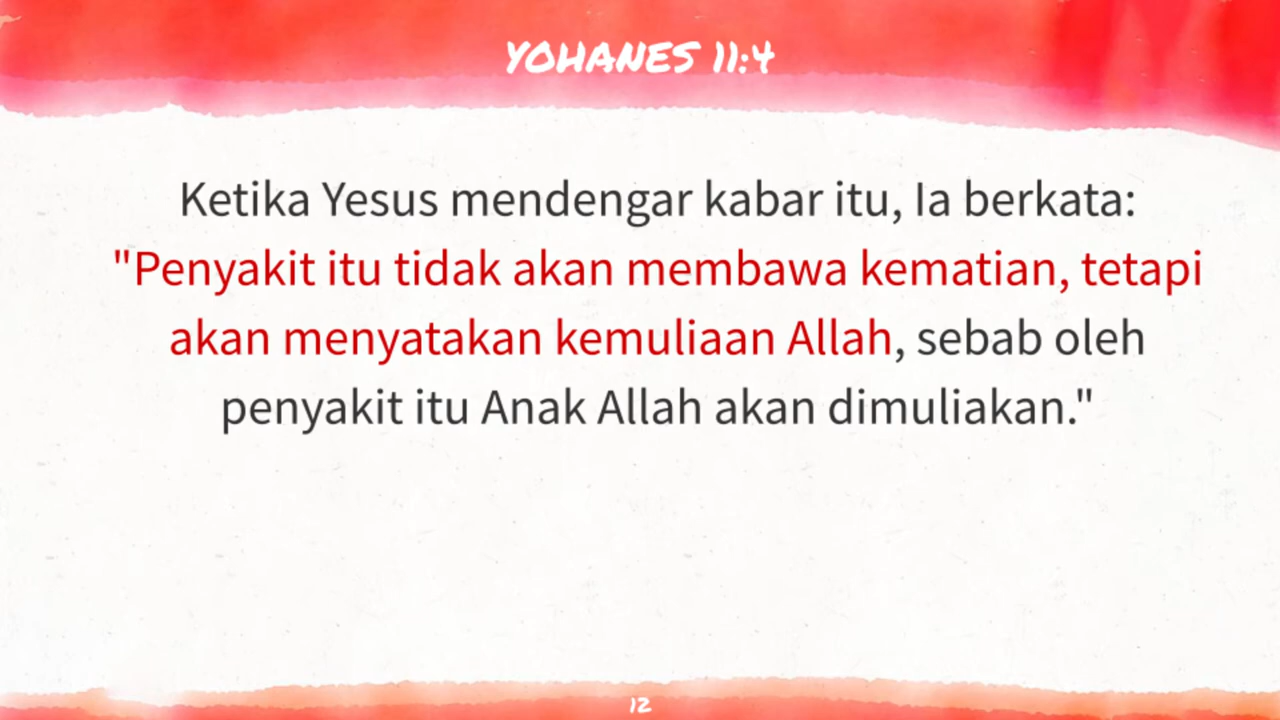 YOHANES 11:4
Ketika Yesus mendengar kabar itu, Ia berkata:
"Penyakit itu tidak akan membawa kematian, tetapi
akan menyatakan kemuliaan Allah, sebab oleh
penyakit itu Anak Allah akan dimuliakan."
12